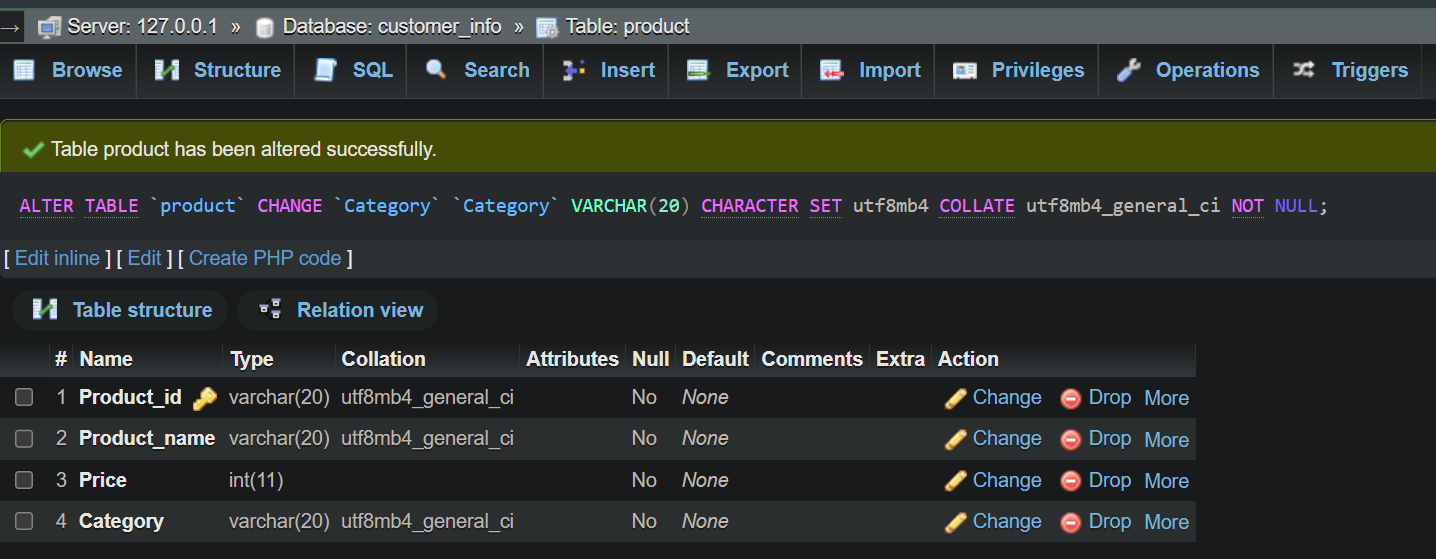 → Server: 127.0.0.1 » Database: customer_info » Table: product
Browse Structure SQL Search Insert Export Import Privileges Operations Triggers
Table product has been altered successfully.
ALTER TABLE `product` CHANGE `Category` `Category` VARCHAR(20) CHARACTER SET utf8mb4 COLLATE utf8mb4_general_ci NOT NULL;
[ Edit inline ] [ Edit ] [ Create PHP code ]
Table structure Relation view
# Name Type Collation Attributes Null Default Comments Extra Action
1 Product_id varchar(20) utf8mb4_general_ci No None Change Drop More
2 Product_name varchar(20) utf8mb4_general_ci No None Change Drop More
3 Price int(11) No None Change Drop More
4 Category varchar(20) utf8mb4_general_ci No None Change Drop More